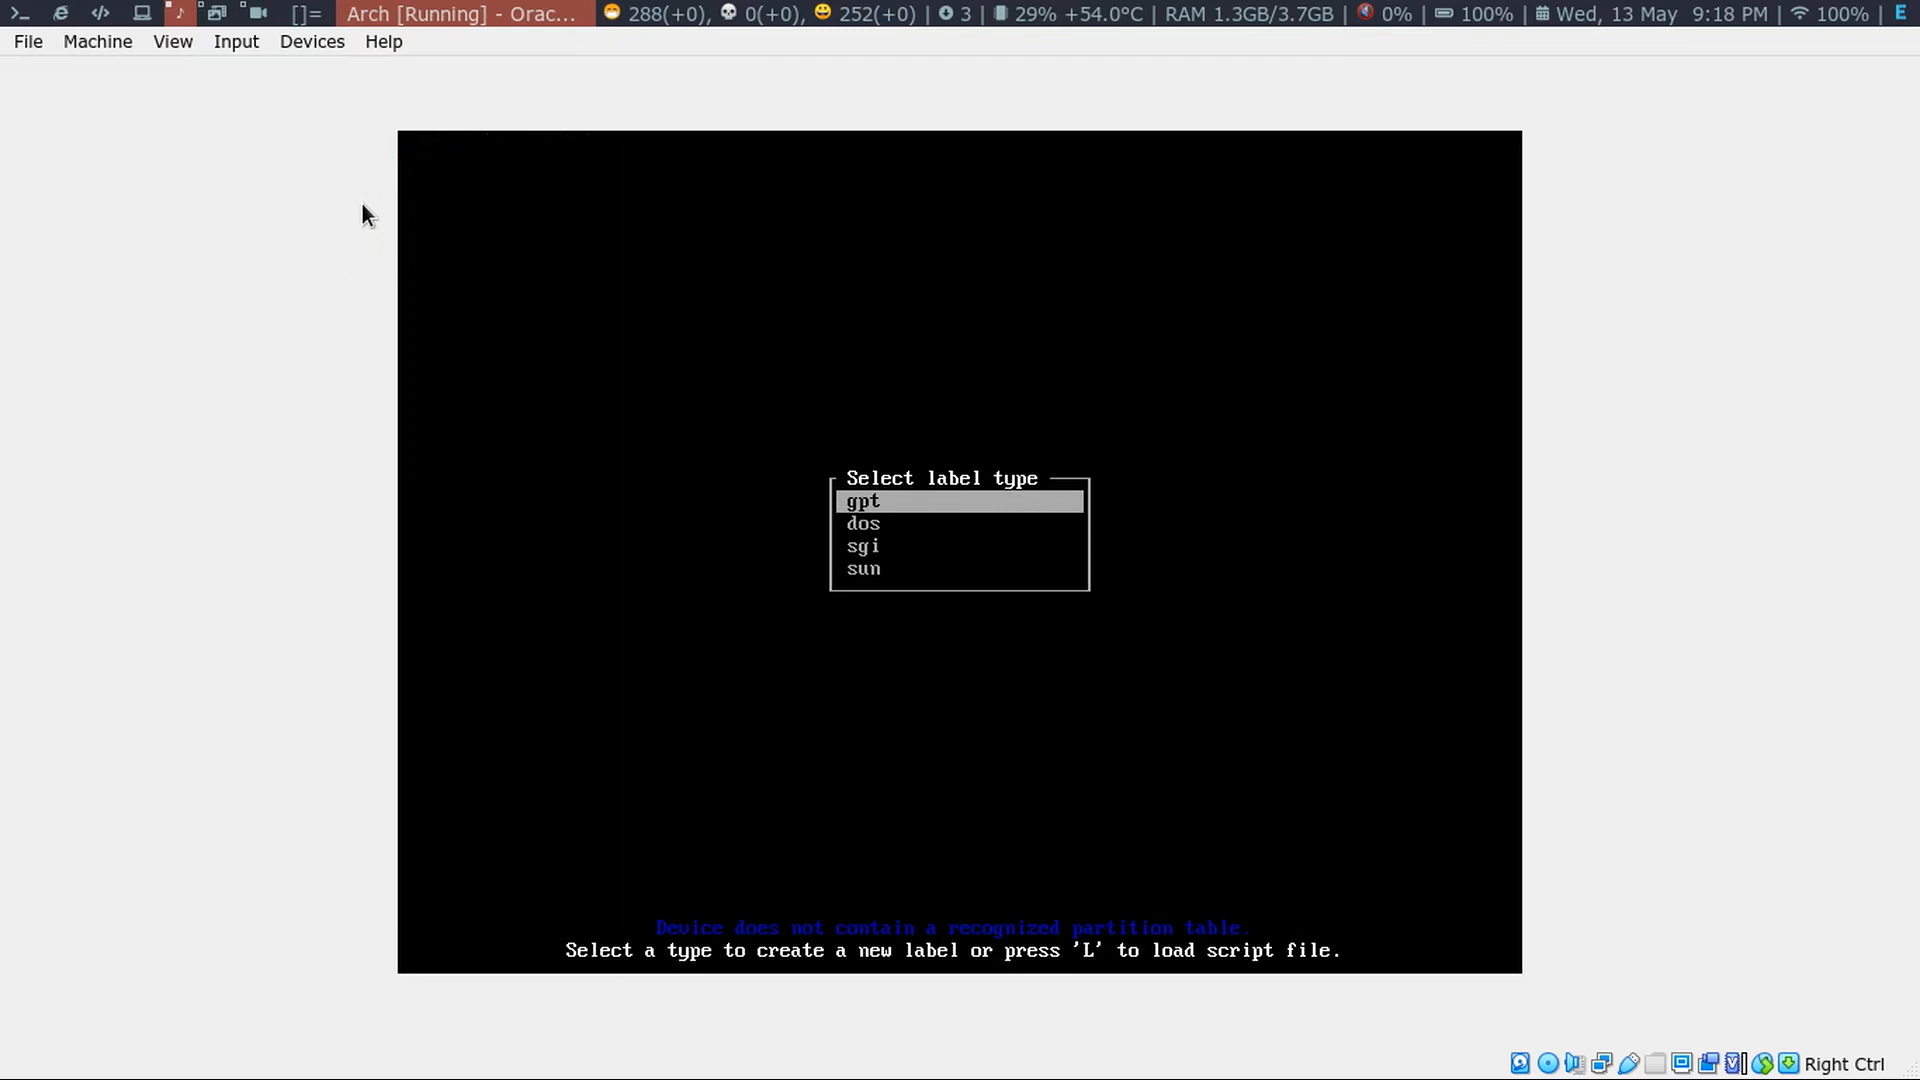 Arch [Running] - Orac... 288(+0), 0(+0), 252(+0) | 3 | 29% +54.0°C | RAM 1.3GB/3.7GB | 0% | 100% | Wed, 13 May 9:18 PM | 100% | E
File Machine View Input Devices Help
Select label type
gpt
dos
sgi
sun
Device does not contain a recognized partition table.
Select a type to create a new label or press 'L' to load script file.
Right Ctrl